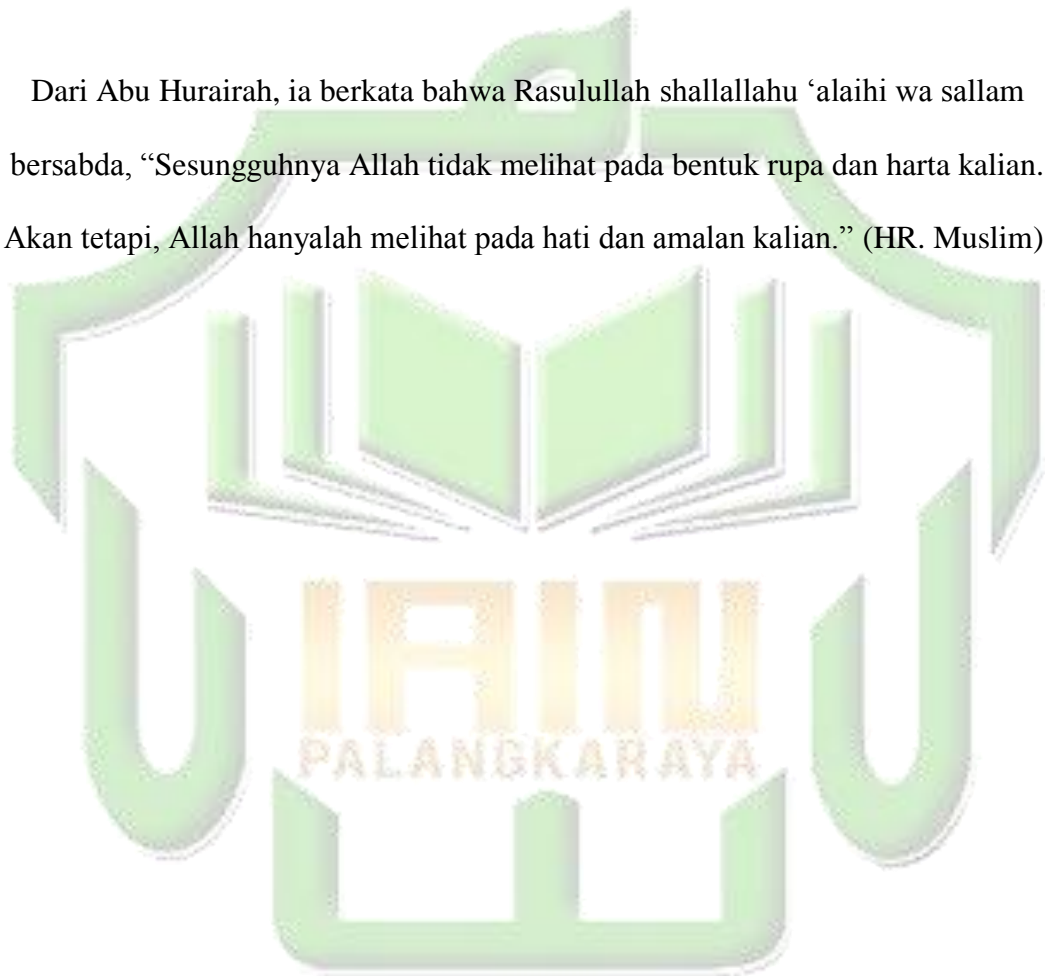 Dari Abu Hurairah, ia berkata bahwa Rasulullah shallallahu ‘alaihi wa sallam
bersabda, “Sesungguhnya Allah tidak melihat pada bentuk rupa dan harta kalian.
Akan tetapi, Allah hanyalah melihat pada hati dan amalan kalian.” (HR. Muslim)
IAIN
PALANGKARAYA